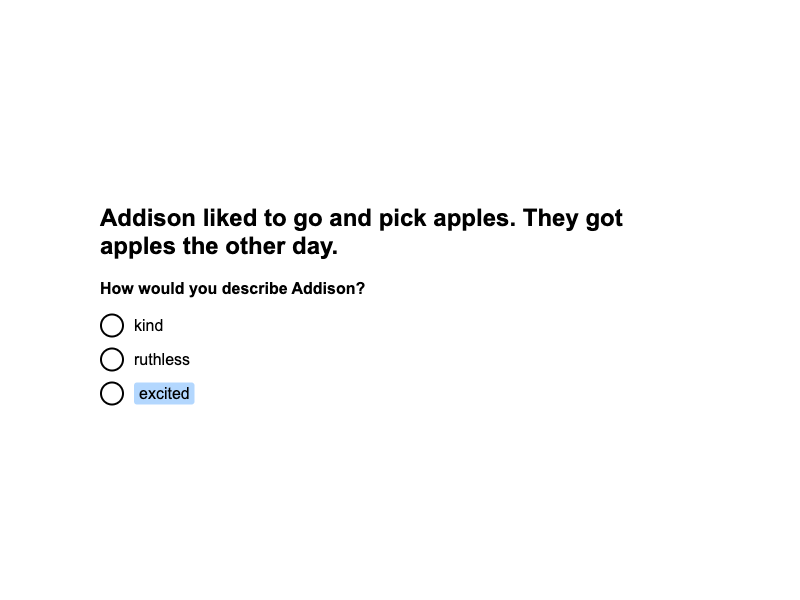 Addison liked to go and pick apples. They got
apples the other day.
How would you describe Addison?
kind
ruthless
excited